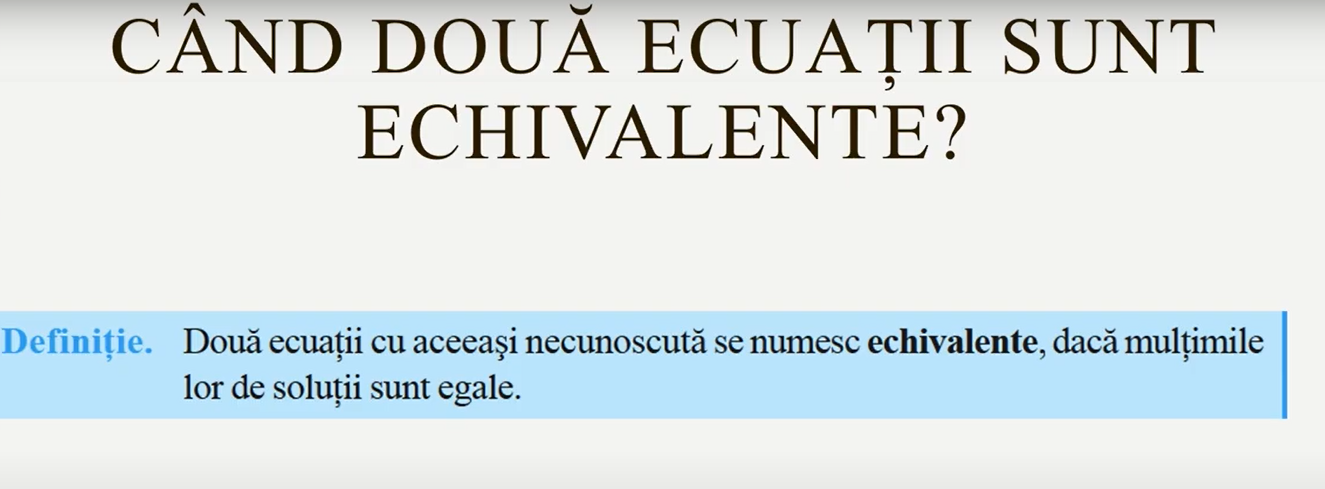 CÂND DOUĂ ECUAȚII SUNT
ECHIVALENTE?
Definiție. Două ecuații cu aceeaşi necunoscută se numesc echivalente, dacă mulțimile
lor de soluții sunt egale.